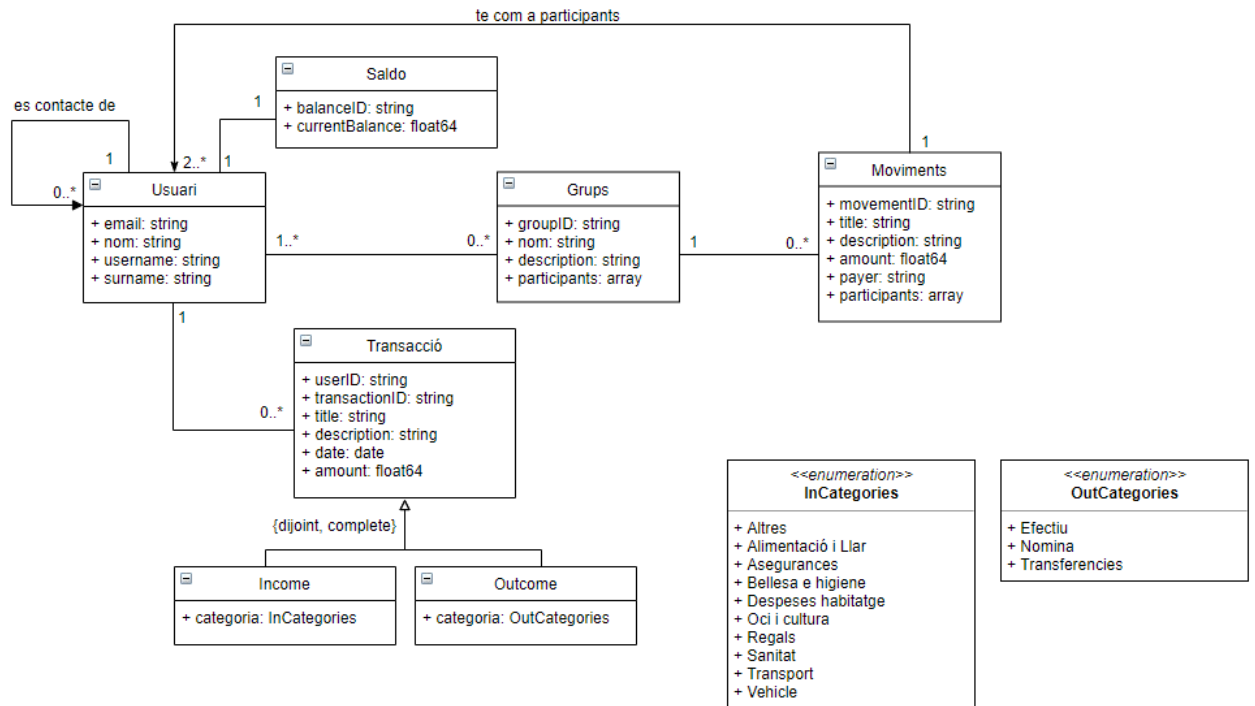 te com a participants
Saldo
+ balanceID: string
+ currentBalance: float64
es contacte de
1
1
1
2..*
0..*
1
Usuari
+ email: string
+ nom: string
+ username: string
+ surname: string
1..*
0..*
Grups
+ groupID: string
+ nom: string
+ description: string
+ participants: array
1
0..*
Moviments
+ movementID: string
+ title: string
+ description: string
+ amount: float64
+ payer: string
+ participants: array
1
0..*
Transacció
+ userID: string
+ transactionID: string
+ title: string
+ description: string
+ date: date
+ amount: float64
{dijoint, complete}
Income
+ categoria: InCategories
Outcome
+ categoria: OutCategories
<<enumeration>>
InCategories
+ Altres
+ Alimentació i Llar
+ Asegurances
+ Bellesa e higiene
+ Despeses habitatge
+ Oci i cultura
+ Regals
+ Sanitat
+ Transport
+ Vehicle
<<enumeration>>
OutCategories
+ Efectiu
+ Nomina
+ Transferencies